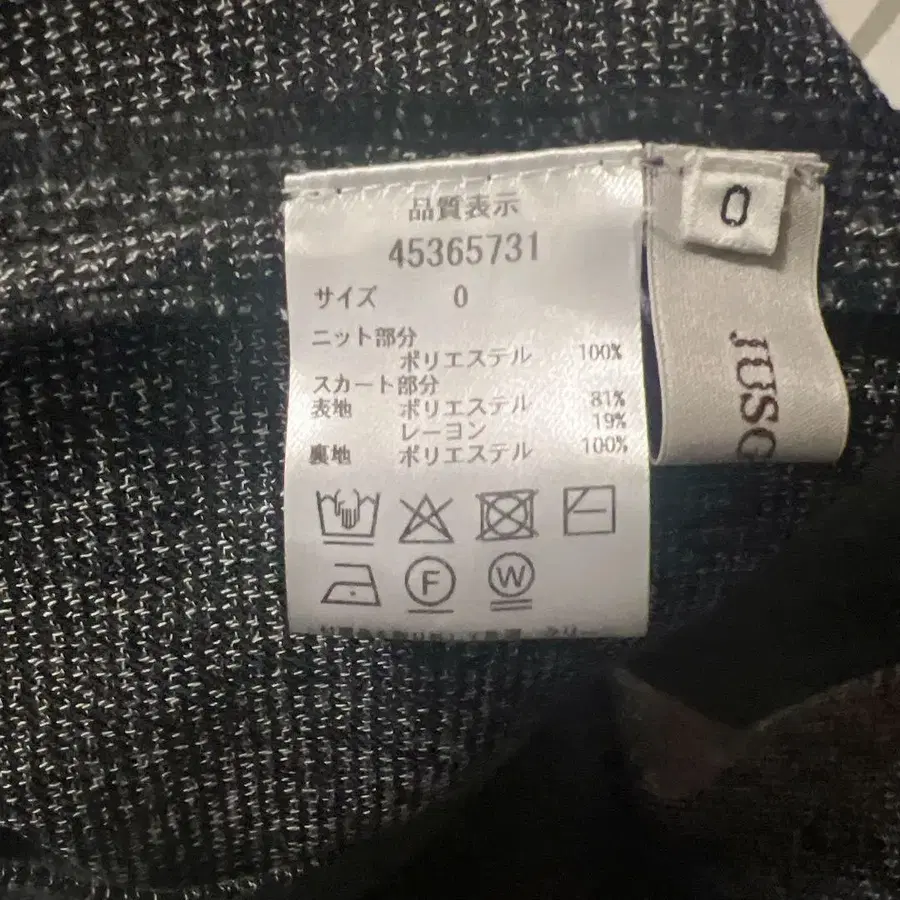 品質表示
45365731
サイズ 0
ニット部分
ポリエステル 100%
スカート部分
表地 ポリエステル 81%
レーヨン 19%
裏地 ポリエステル 100%
F W
0
JUSG